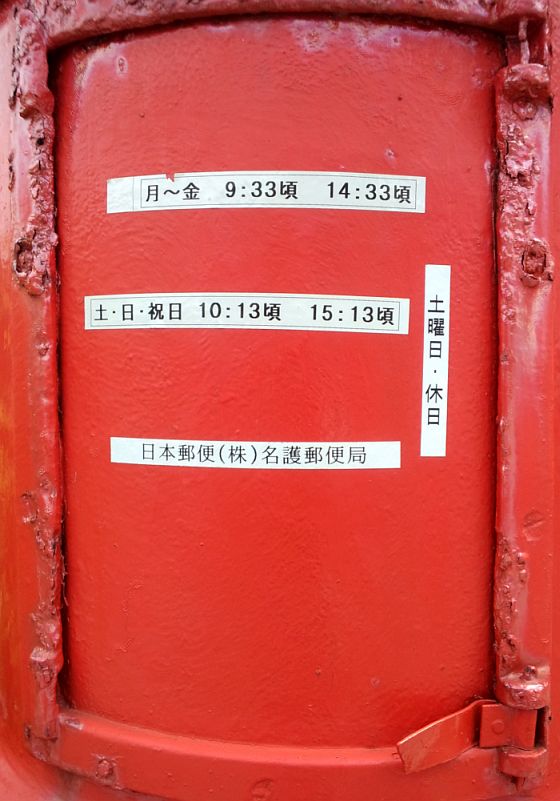 月～金 9:33頃 14:33頃
土・日・祝日 10:13頃 15:13頃
土曜日・休日
日本郵便(株)名護郵便局